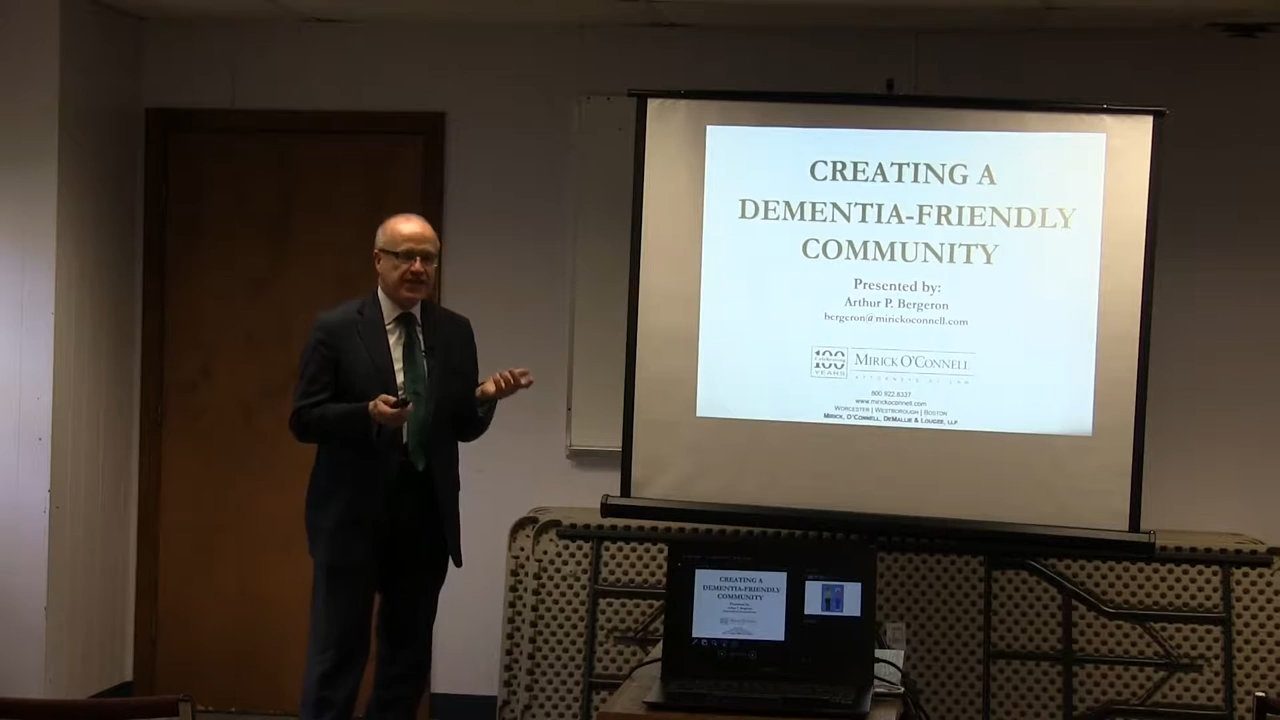 CREATING A
DEMENTIA-FRIENDLY
COMMUNITY
Presented by:
Arthur P. Bergeron
bergeron@mirickoconnell.com
Celebrating
100
YEARS
MIRICK O'CONNELL
ATTORNEYS AT LAW
800.922.8337
www.mirickoconnell.com
WORCESTER | WESTBOROUGH | BOSTON
MIRICK, O'CONNELL, DEMALLIE & LOUGEE, LLP
CREATING A
DEMENTIA-FRIENDLY
COMMUNITY